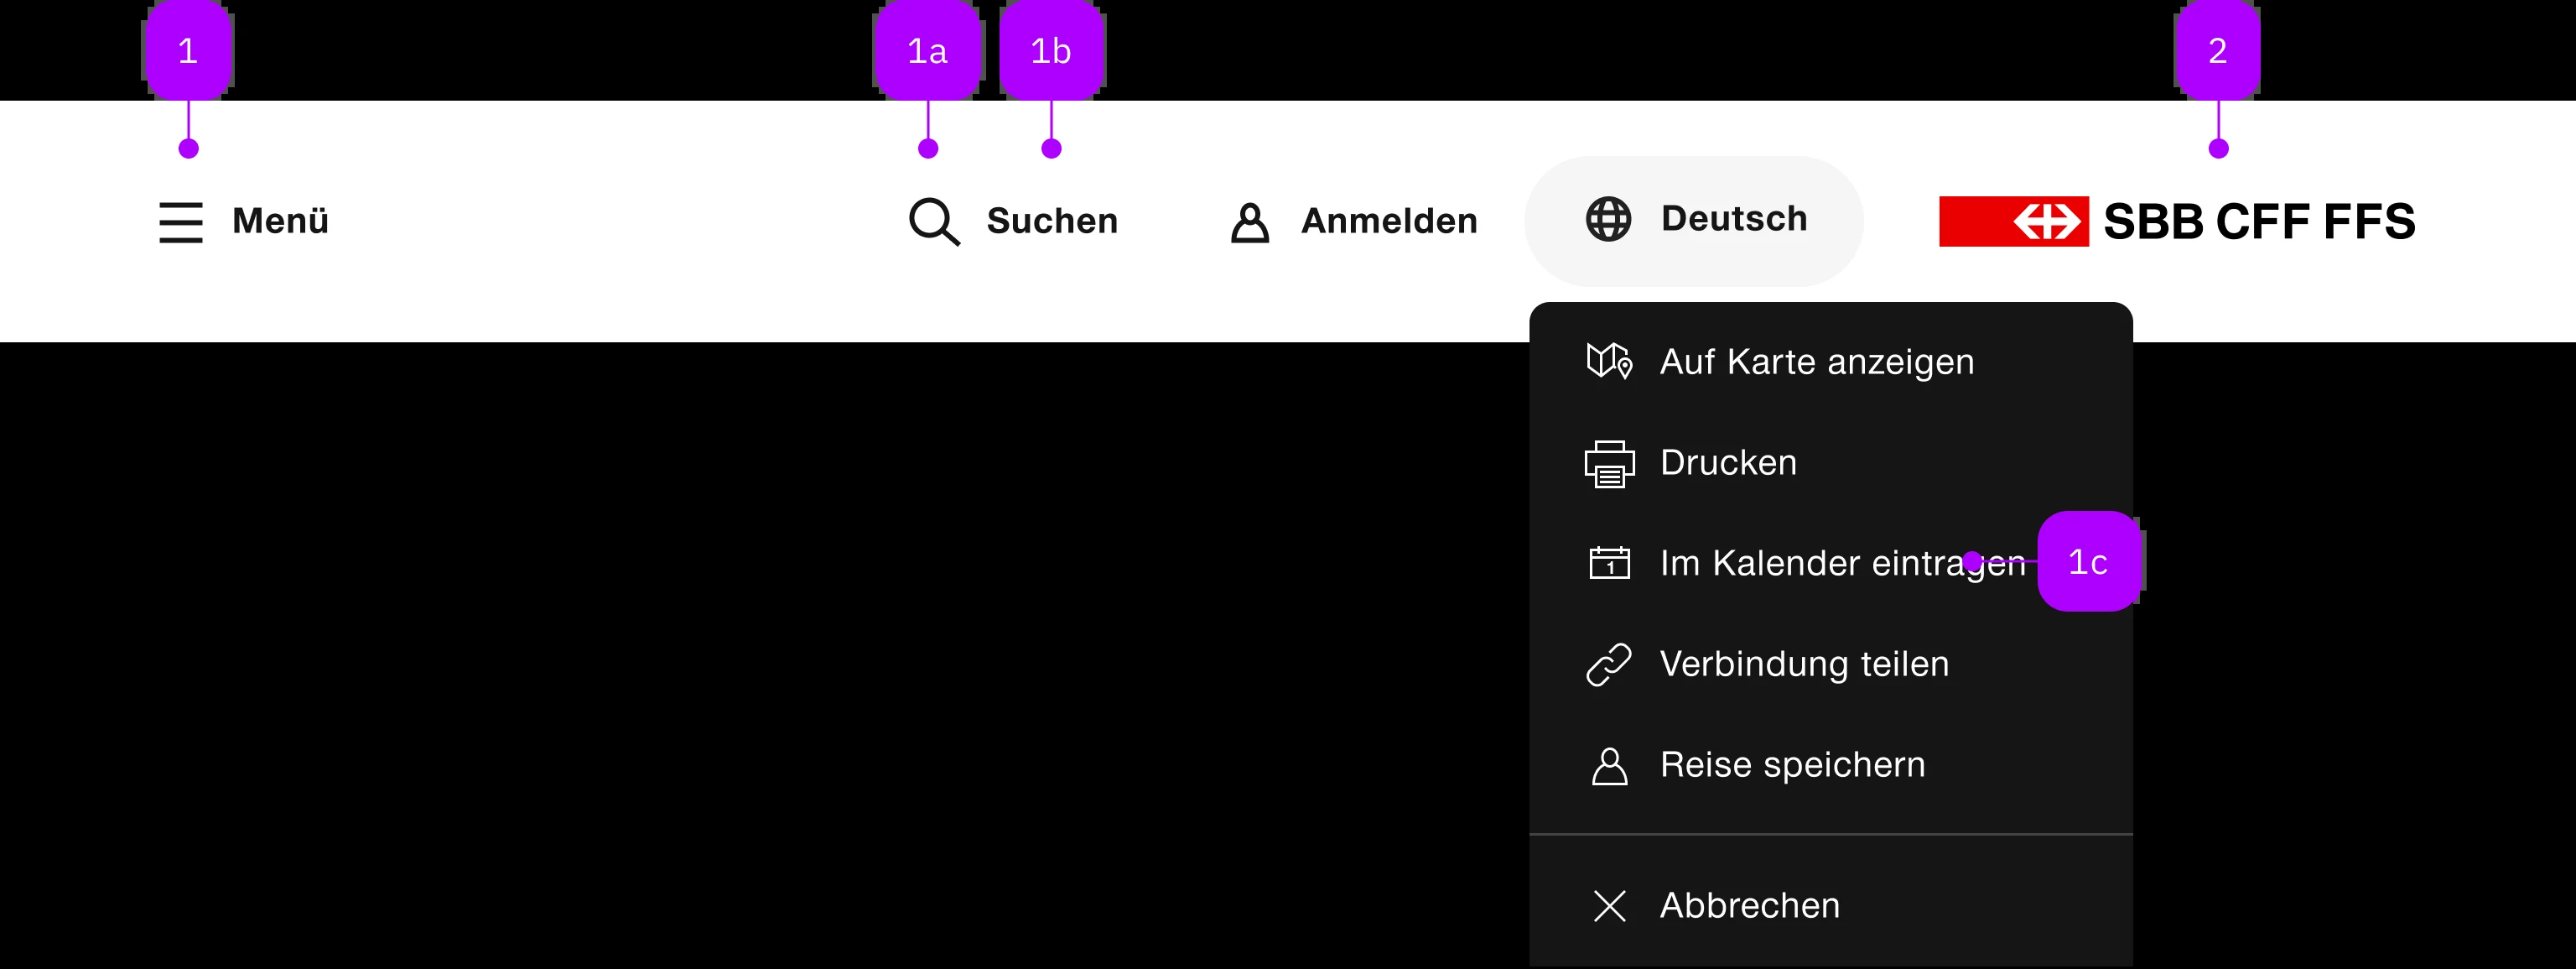 1 1a 1b 2
Menü Suchen Anmelden Deutsch SBB CFF FFS
Auf Karte anzeigen
Drucken
1 Im Kalender eintragen 1c
Verbindung teilen
Reise speichern
Abbrechen